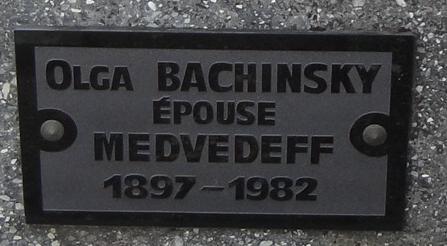 OLGA BACHINSKY
ÉPOUSE
MEDVEDEFF
1897-1982